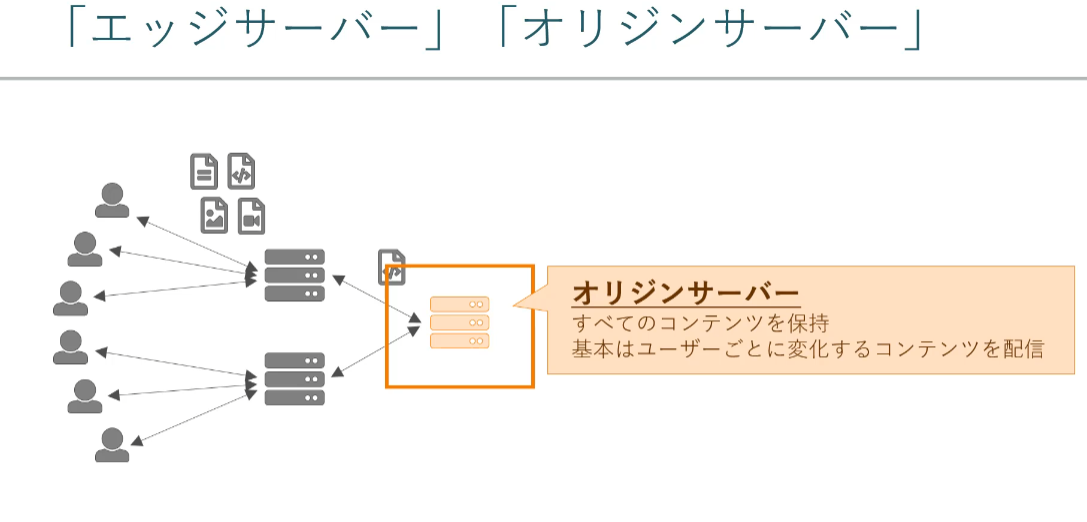 「エッジサーバー」「オリジンサーバー」
オリジンサーバー
すべてのコンテンツを保持
基本はユーザーごとに変化するコンテンツを配信